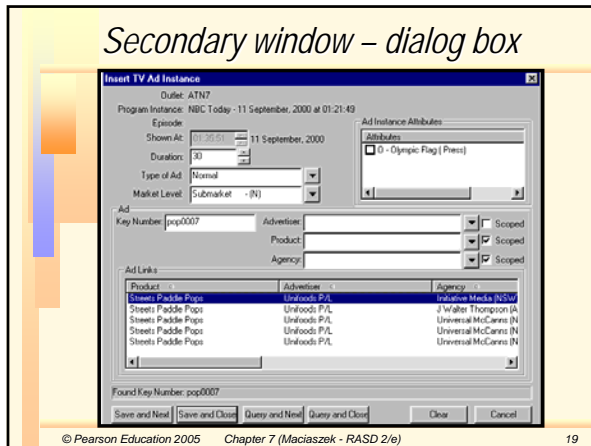 Secondary window – dialog box
Insert TV Ad Instance
Outlet: ATN7
Program Instance: NBC Today - 11 September, 2000 at 01:21:49
Episode:
Shown At: 01:35:51 11 September, 2000
Duration: 30
Type of Ad: Normal
Market Level: Submarket - (N)
Ad Instance Attributes
Attributes
O - Olympic Flag ( Press)
Ad
Key Number: pop0007
Advertiser: Scoped
Product: Scoped
Agency: Scoped
Ad Links
Product Advertiser Agency
Streets Paddle Pops Unifoods P/L Initiative Media (NSW)
Streets Paddle Pops Unifoods P/L J Walter Thompson (A
Streets Paddle Pops Unifoods P/L Universal McCanns (N
Streets Paddle Pops Unifoods P/L Universal McCanns (N
Streets Paddle Pops Unifoods P/L Universal McCanns (N
Found Key Number: pop0007
Save and Next Save and Close Query and Next Query and Close Clear Cancel
© Pearson Education 2005 Chapter 7 (Maciaszek - RASD 2/e) 19